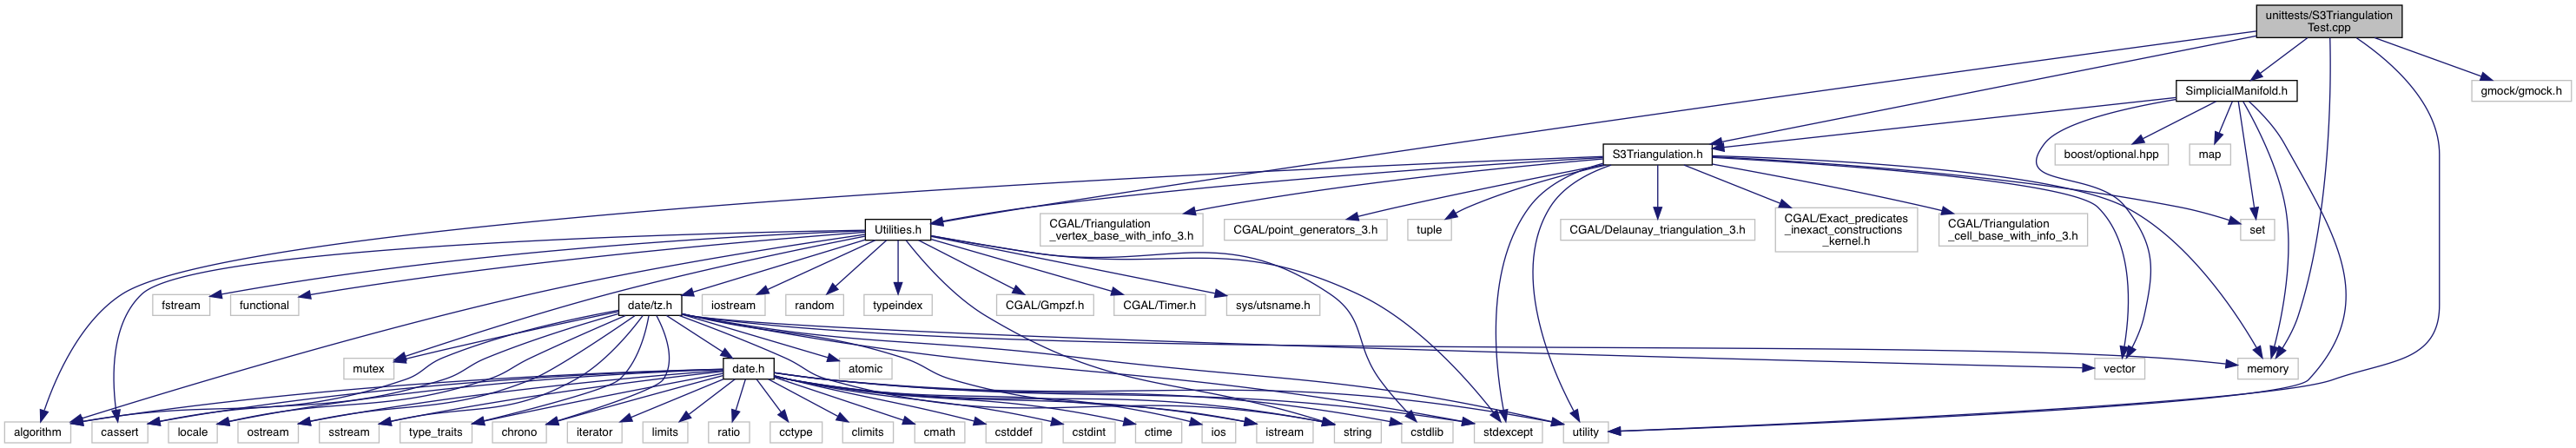 unittests/S3Triangulation
Test.cpp
SimplicialManifold.h
gmock/gmock.h
S3Triangulation.h
boost/optional.hpp
map
Utilities.h
CGAL/Triangulation
_vertex_base_with_info_3.h
CGAL/point_generators_3.h
tuple
CGAL/Delaunay_triangulation_3.h
CGAL/Exact_predicates
_inexact_constructions
_kernel.h
CGAL/Triangulation
_cell_base_with_info_3.h
set
fstream
functional
date/tz.h
iostream
random
typeindex
CGAL/Gmpzf.h
CGAL/Timer.h
sys/utsname.h
mutex
date.h
atomic
vector
memory
algorithm
cassert
locale
ostream
sstream
type_traits
chrono
iterator
limits
ratio
cctype
climits
cmath
cstddef
cstdint
ctime
ios
istream
string
cstdlib
stdexcept
utility